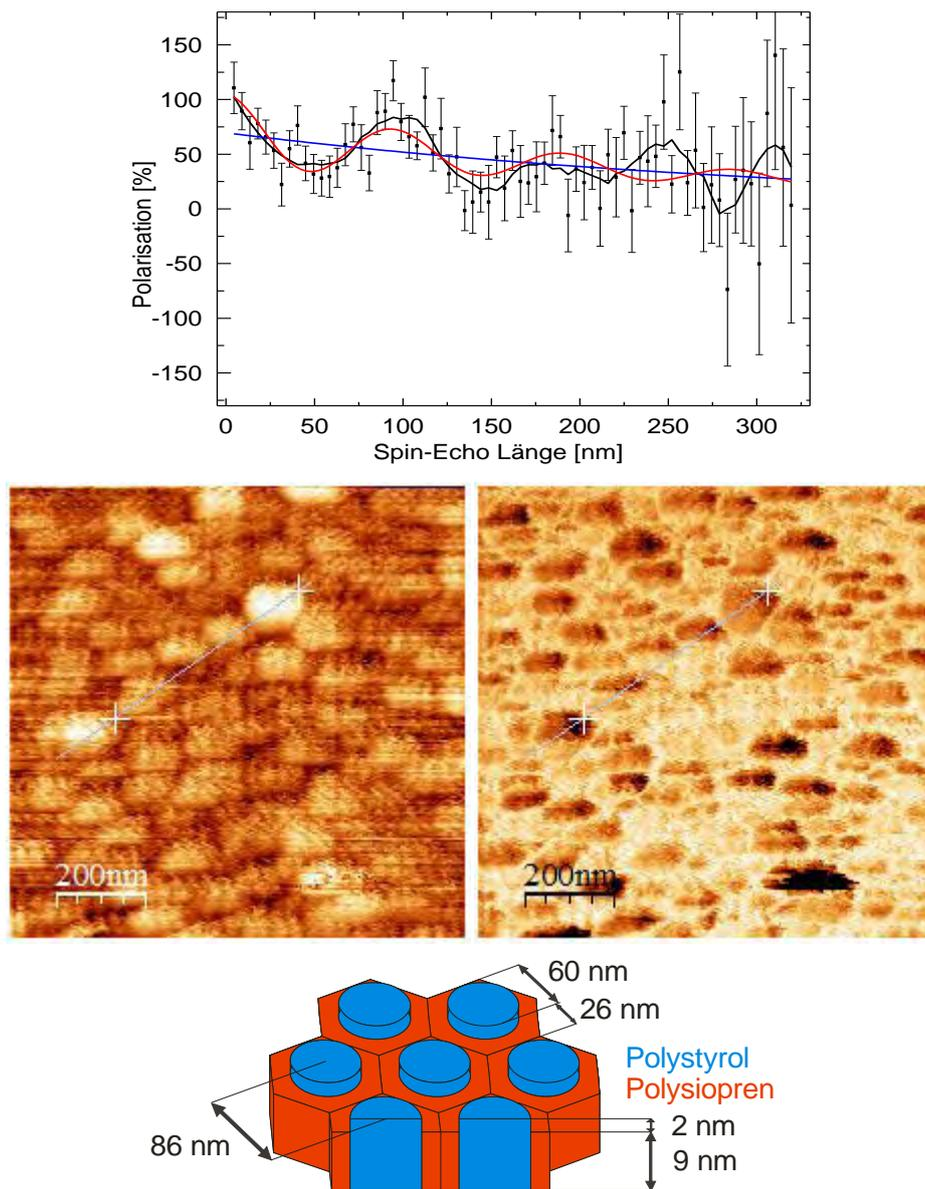 150
100
50
0
-50
-100
-150
Polarisation [%]
0 50 100 150 200 250 300
Spin-Echo Länge [nm]
200nm 200nm
60 nm
26 nm
Polystyrol
Polysiopren
86 nm
2 nm
9 nm